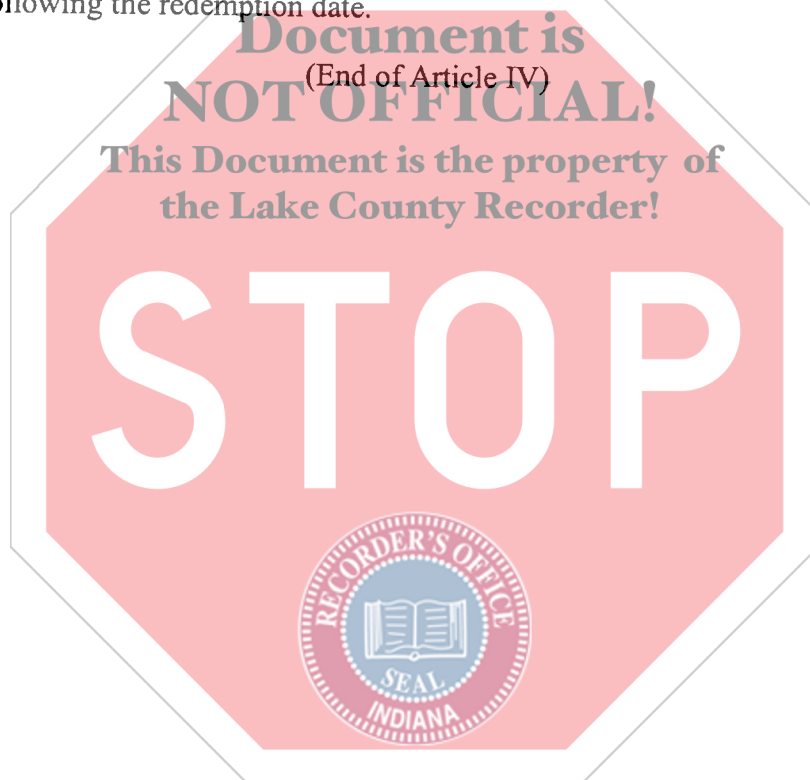 following the redemption date.
Document is
(End of Article IV)
NOT OFFICIAL!
This Document is the property of
the Lake County Recorder!
STOP
RECORDER'S OFFICE
SEAL
INDIANA